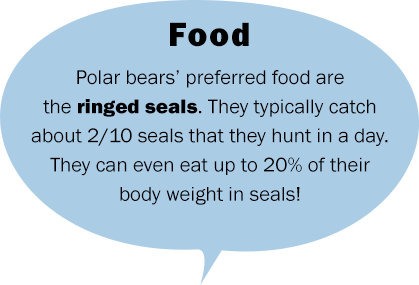 Food
Polar bears’ preferred food are
the ringed seals. They typically catch
about 2/10 seals that they hunt in a day.
They can even eat up to 20% of their
body weight in seals!